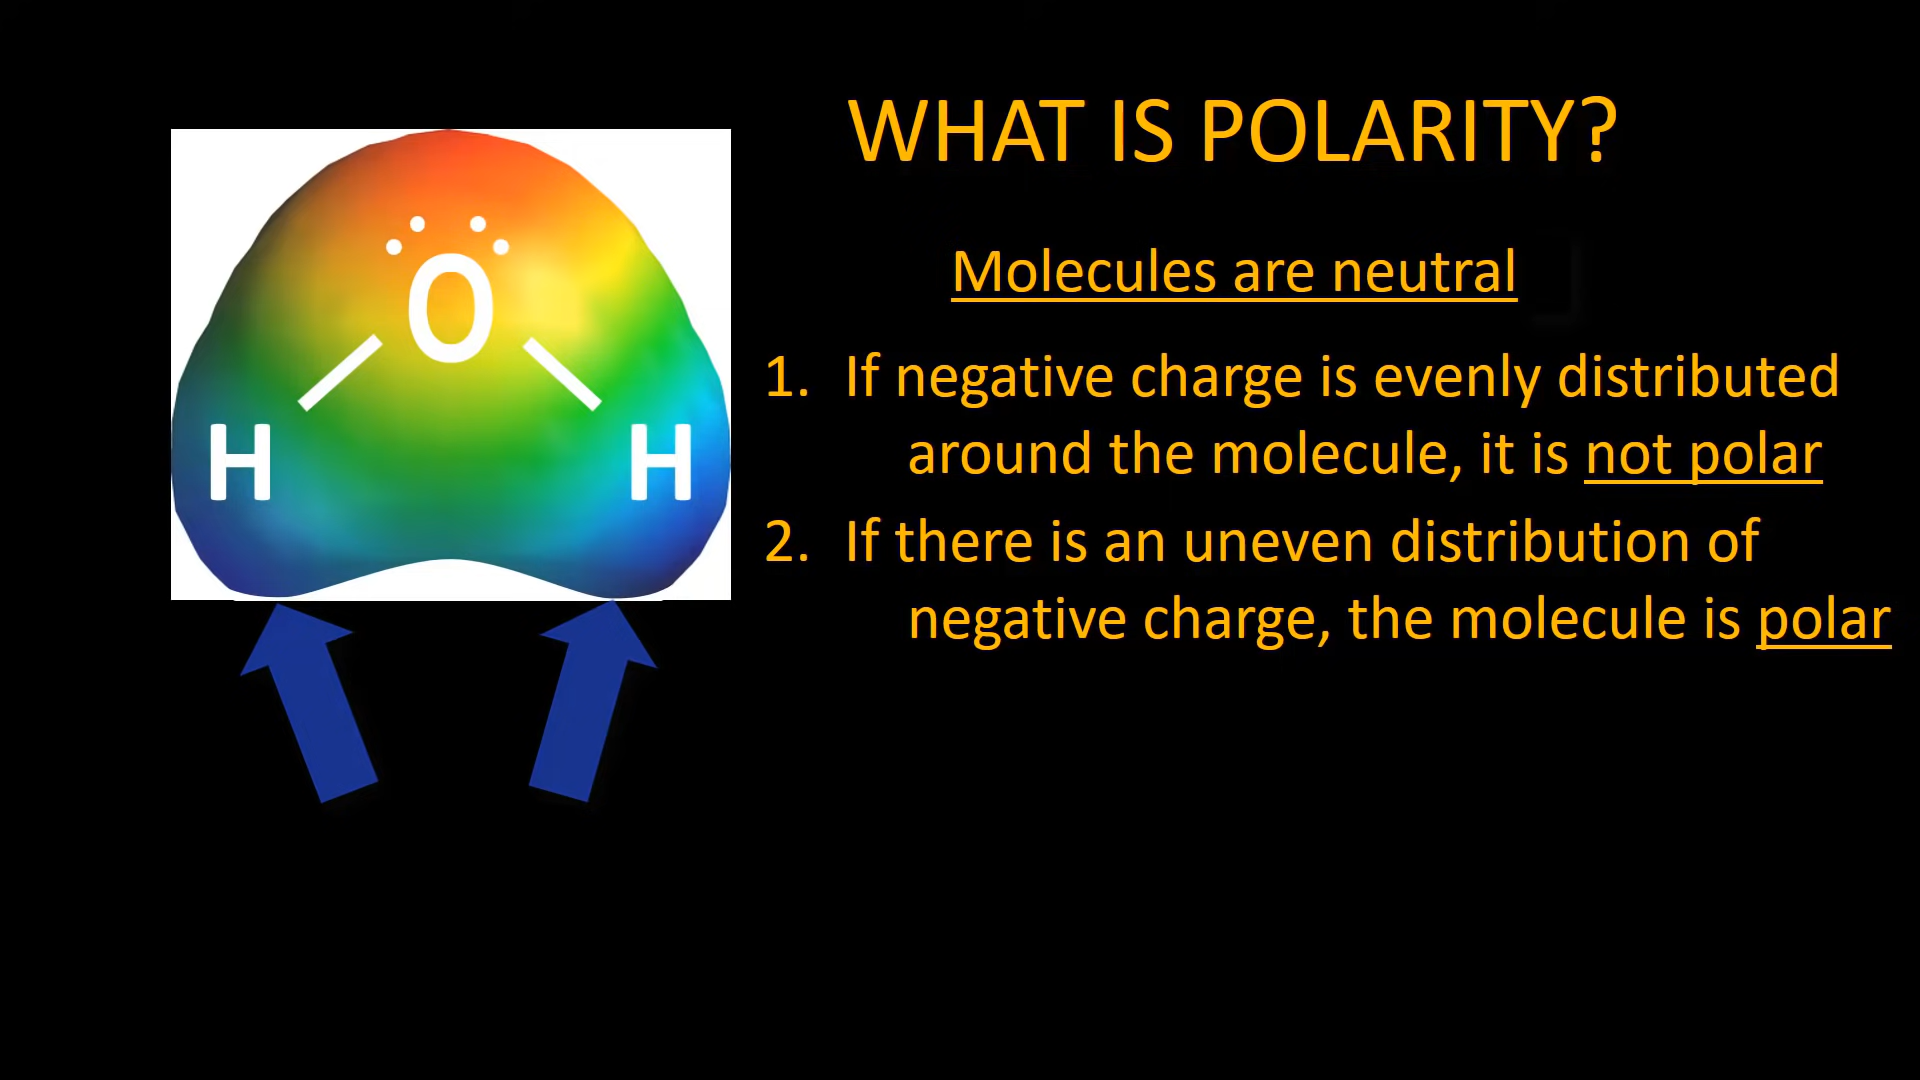 WHAT IS POLARITY?
Molecules are neutral
1. If negative charge is evenly distributed
around the molecule, it is not polar
2. If there is an uneven distribution of
negative charge, the molecule is polar
O
H H